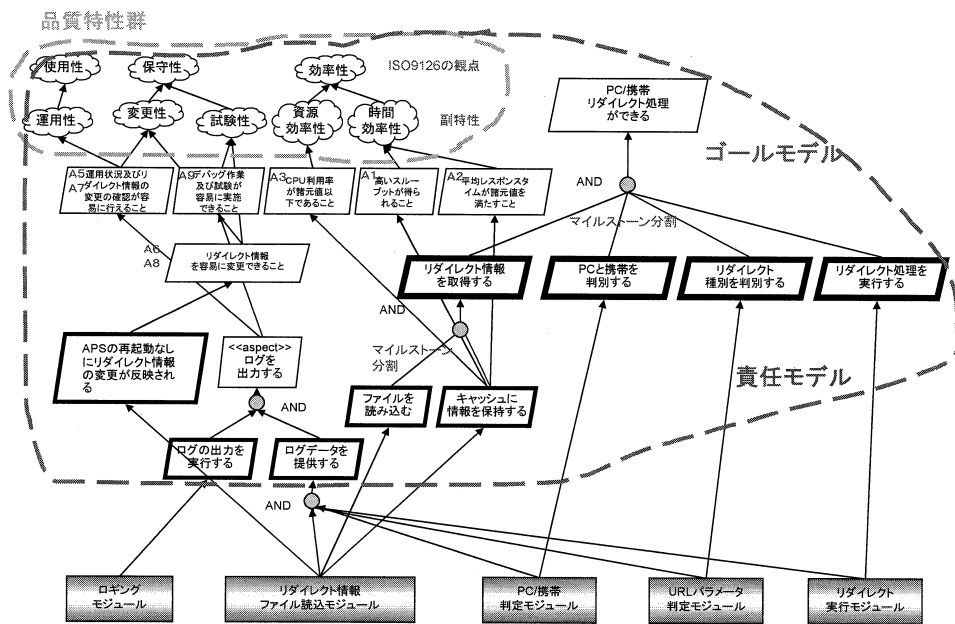 品質特性群
ISO9126の観点
使用性
保守性
効率性
運用性
変更性
試験性
資源
効率性
時間
効率性
副特性
PC/携帯
リダイレクト処理
ができる
ゴールモデル
A5運用状況及びリ
A7ダイレクト情報の
変更の確認が容
易に行えること
A9デバッグ作業
及び試験が
容易に実施
できること
A3CPU利用率
が諸元値以
下であること
A1高いスルー
プットが得ら
れること
A2平均レスポンスタ
イムが諸元値を
満たすこと
AND
マイルストーン分割
A6
A8
リダイレクト情報
を容易に変更できること
リダイレクト情報
を取得する
PCと携帯を
判別する
リダイレクト
種別を判別する
リダイレクト処理を
実行する
AND
APSの再起動なし
にリダイレクト情報
の変更が反映され
る
<<aspect>>
ログを
出力する
マイルストーン
分割
責任モデル
ファイルを
読み込む
キャッシュに
情報を保持する
AND
ログの出力を
実行する
ログデータを
提供する
AND
ロギング
モジュール
リダイレクト情報
ファイル読込モジュール
PC/携帯
判定モジュール
URLパラメータ
判定モジュール
リダイレクト
実行モジュール